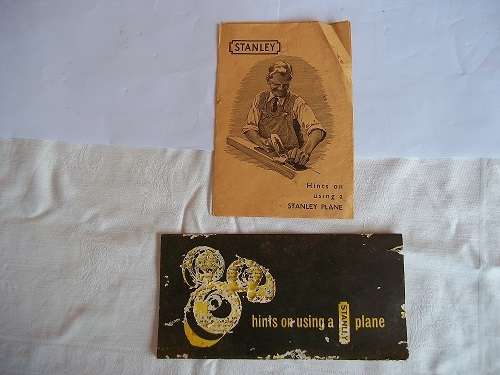 STANLEY
Hints on
using a
STANLEY PLANE
hints on using a STANLEY plane